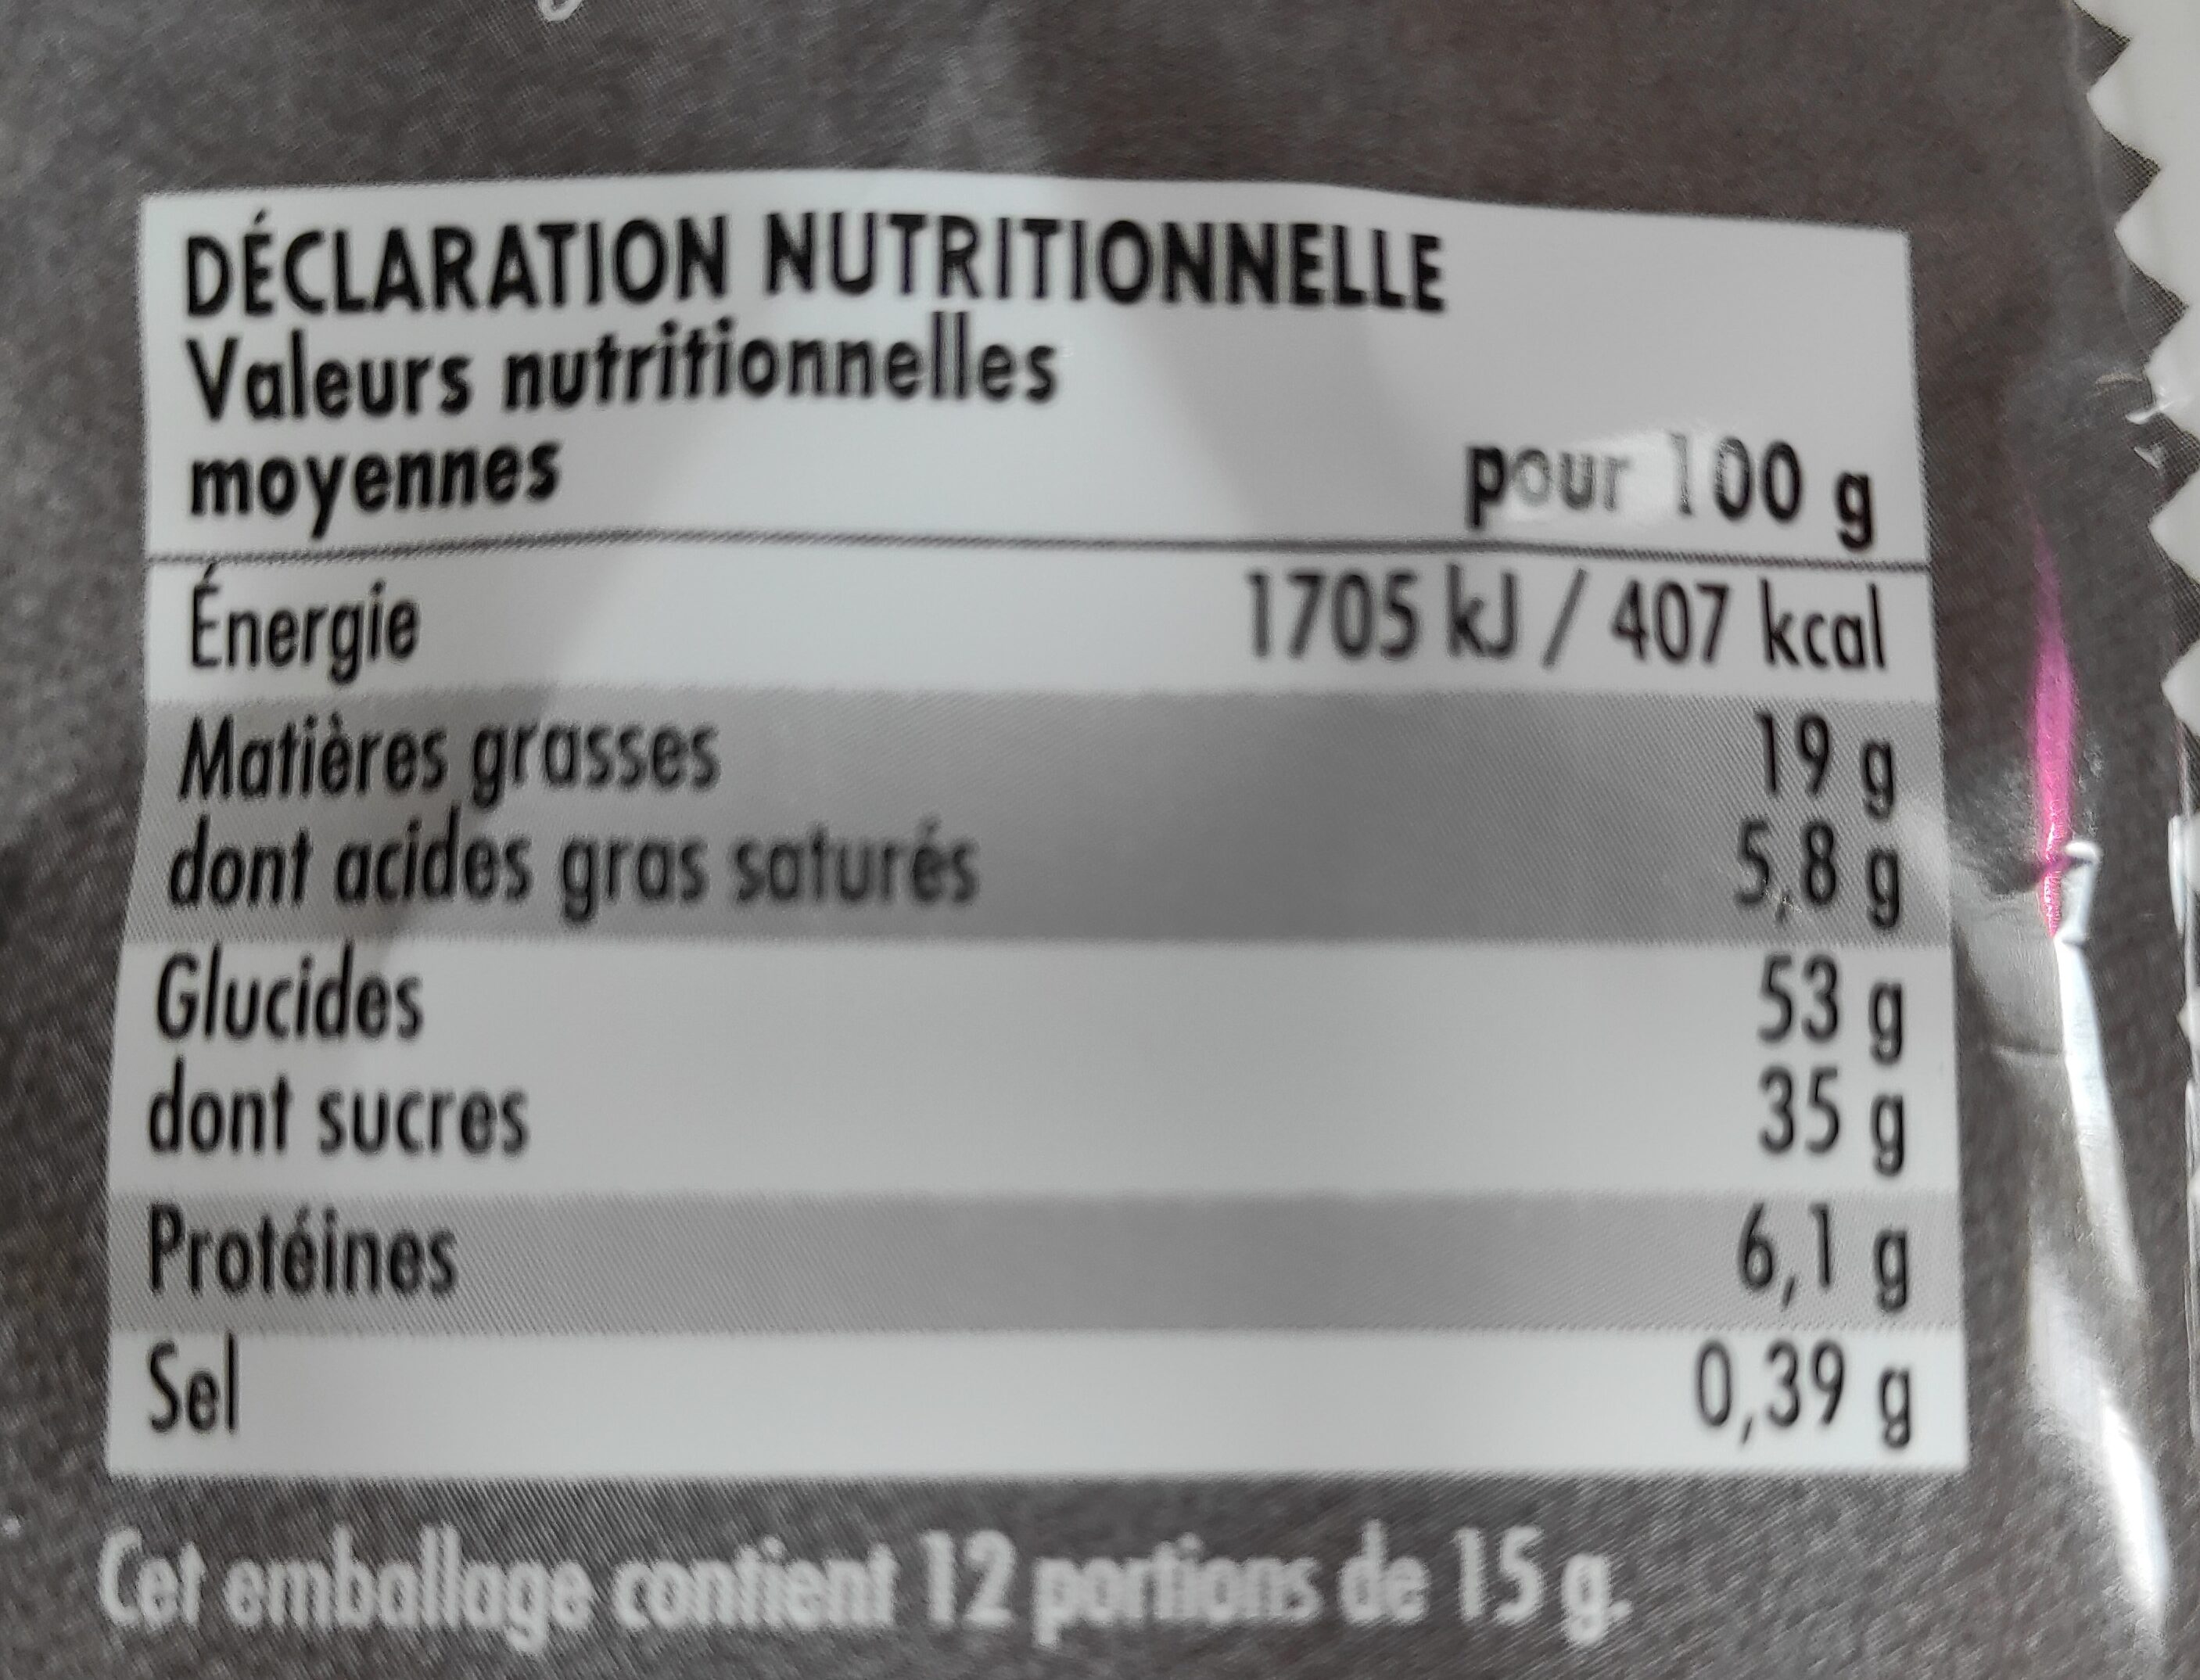 DÉCLARATION NUTRITIONNELLE
Valeurs nutritionnelles
moyennes pour 100 g
Énergie 1705 kJ / 407 kcal
Matières grasses 19 g
dont acides gras saturés 5,8 g
Glucides 53 g
dont sucres 35 g
Protéines 6,1 g
Sel 0,39 g
Cet emballage contient 12 portions de 15 g.